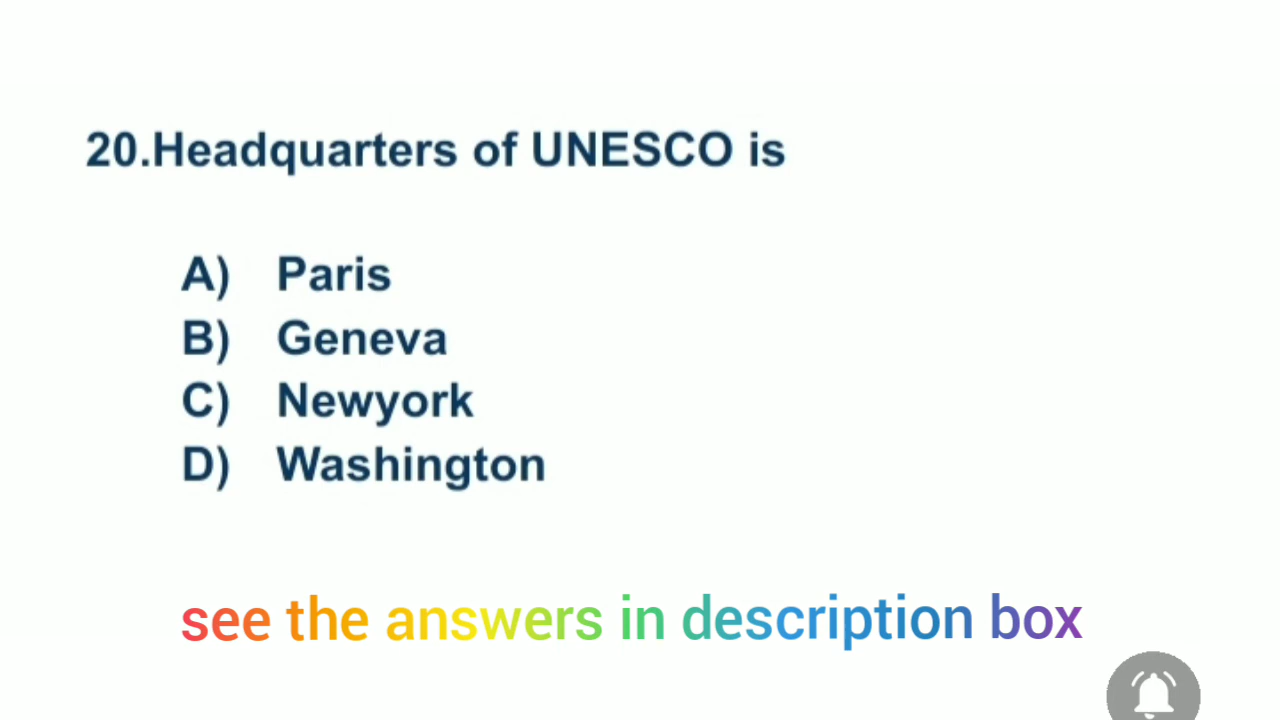 20.Headquarters of UNESCO is
A) Paris
B) Geneva
C) Newyork
D) Washington
see the answers in description box